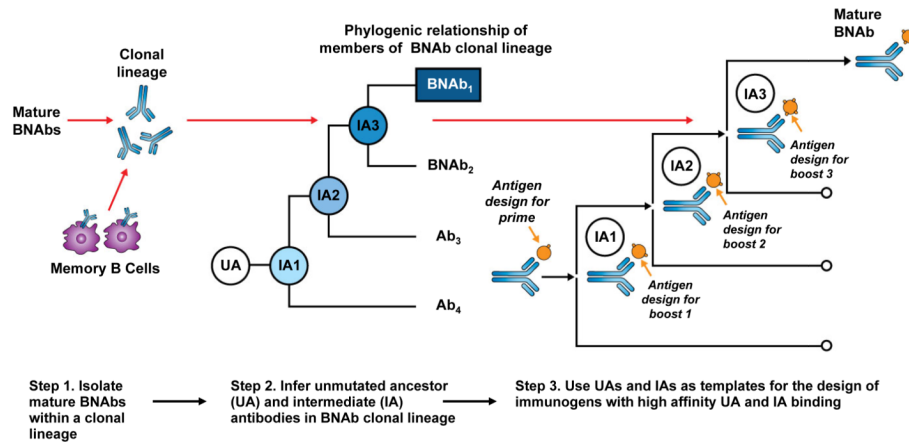 Mature
BNAb
Phylogenic relationship of
members of BNAb clonal lineage
Clonal
lineage
Mature
BNAbs
Memory B Cells
BNAb1
IA3
BNAb2
IA2
Ab3
UA
IA1
Ab4
Antigen
design for
prime
IA1
Antigen
design for
boost 1
IA2
Antigen
design for
boost 2
IA3
Antigen
design for
boost 3
Step 1. Isolate
mature BNAbs
within a clonal
lineage
Step 2. Infer unmutated ancestor
(UA) and intermediate (IA)
antibodies in BNAb clonal lineage
Step 3. Use UAs and IAs as templates for the design of
immunogens with high affinity UA and IA binding